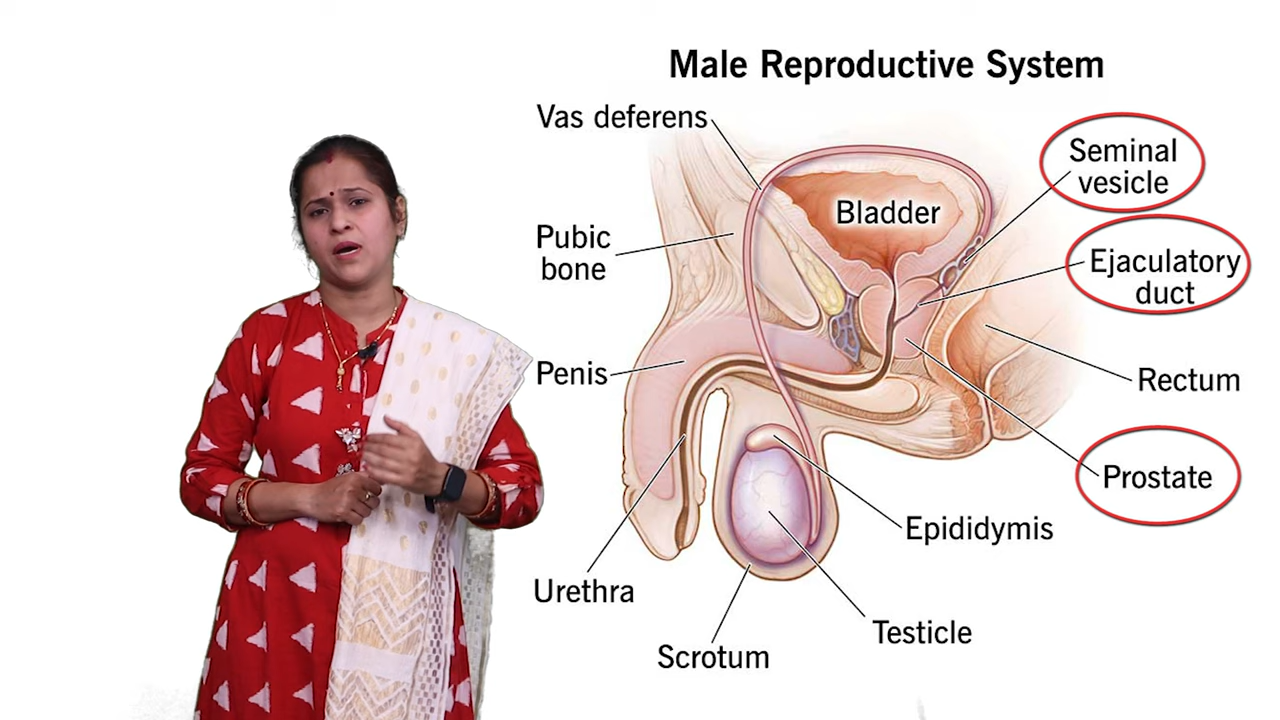 Male Reproductive System
Vas deferens
Seminal
vesicle
Bladder
Pubic
bone
Ejaculatory
duct
Penis
Rectum
Prostate
Epididymis
Urethra
Testicle
Scrotum